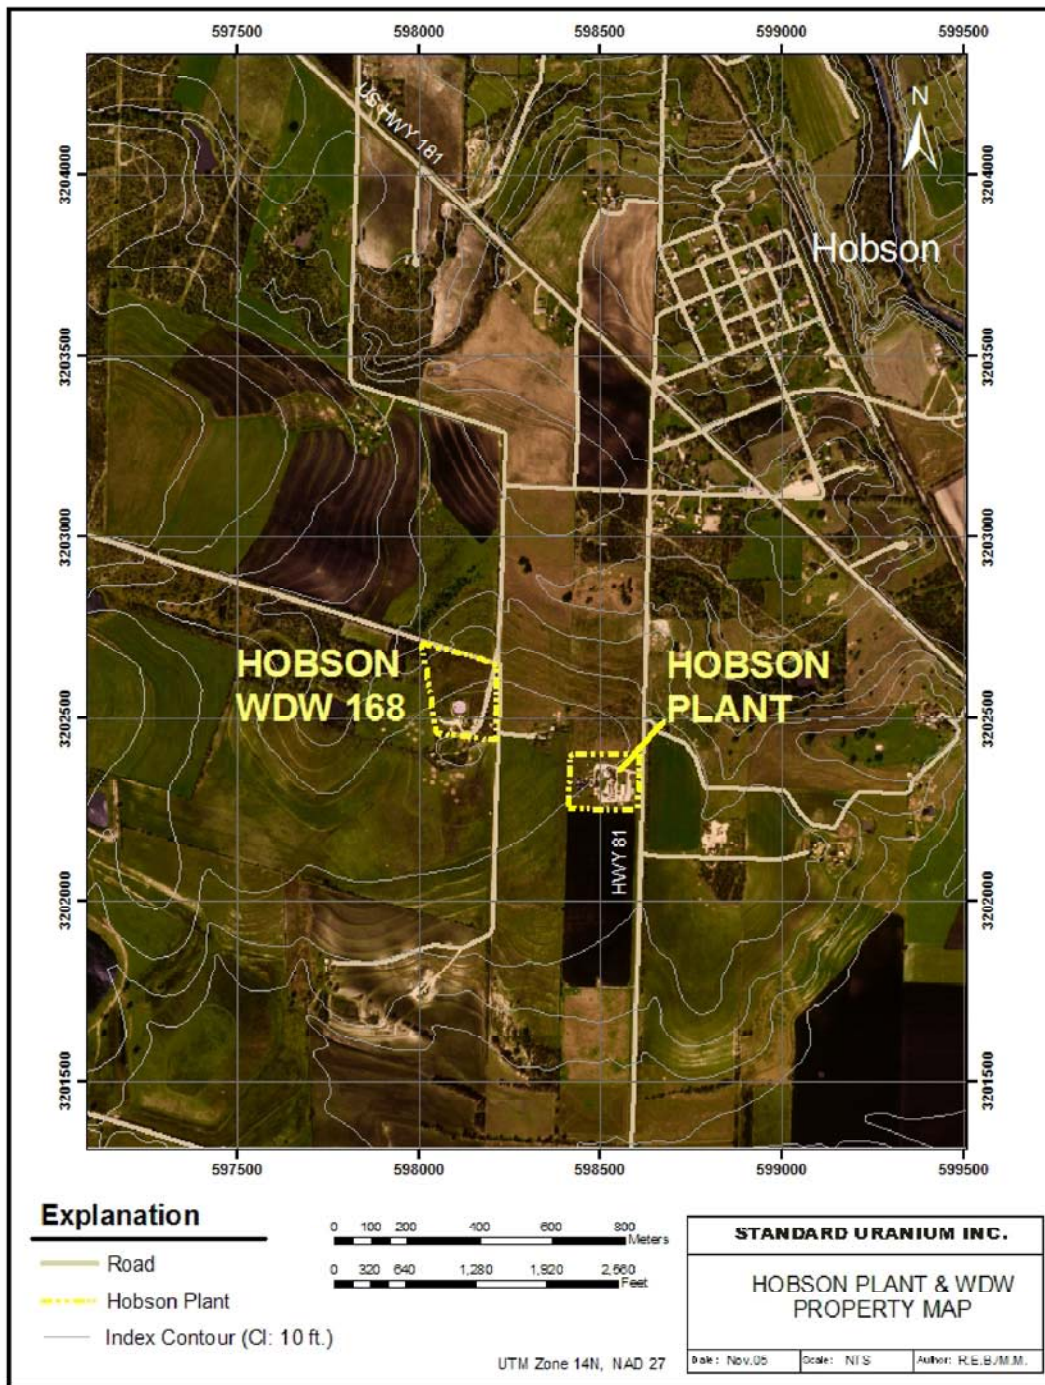 597500 598000 598500 599000 599500
US HWY 181
N
3204000 3204000
Hobson
3203500 3203500
3203000 3203000
HOBSON
WDW 168
HOBSON
PLANT
3202500 3202500
HWY 81
3202000 3202000
3201500 3201500
597500 598000 598500 599000 599500
Explanation
Road
Hobson Plant
Index Contour (CI: 10 ft.)
0 100 200 400 600 800
Meters
0 320 640 1,280 1,920 2,560
Feet
UTM Zone 14N, NAD 27
STANDARD URANIUM INC.
HOBSON PLANT & WDW
PROPERTY MAP
Date: Nov.05 Scale: NTS Author: R.E.B./M.M.